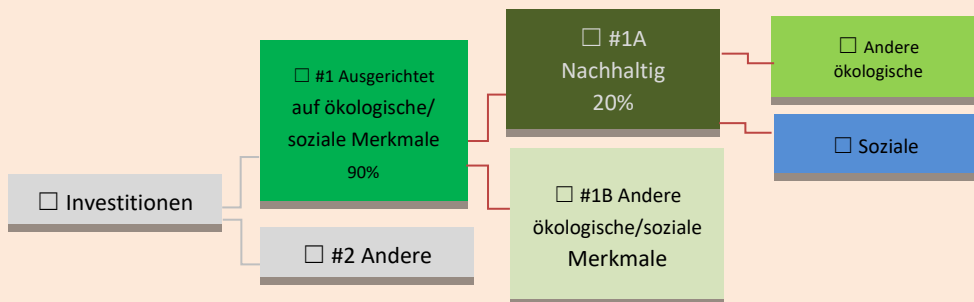 ☐ Investitionen
☐ #1 Ausgerichtet
auf ökologische/
soziale Merkmale
90%
☐ #2 Andere
☐ #1A
Nachhaltig
20%
☐ #1B Andere
ökologische/soziale
Merkmale
☐ Andere
ökologische
☐ Soziale